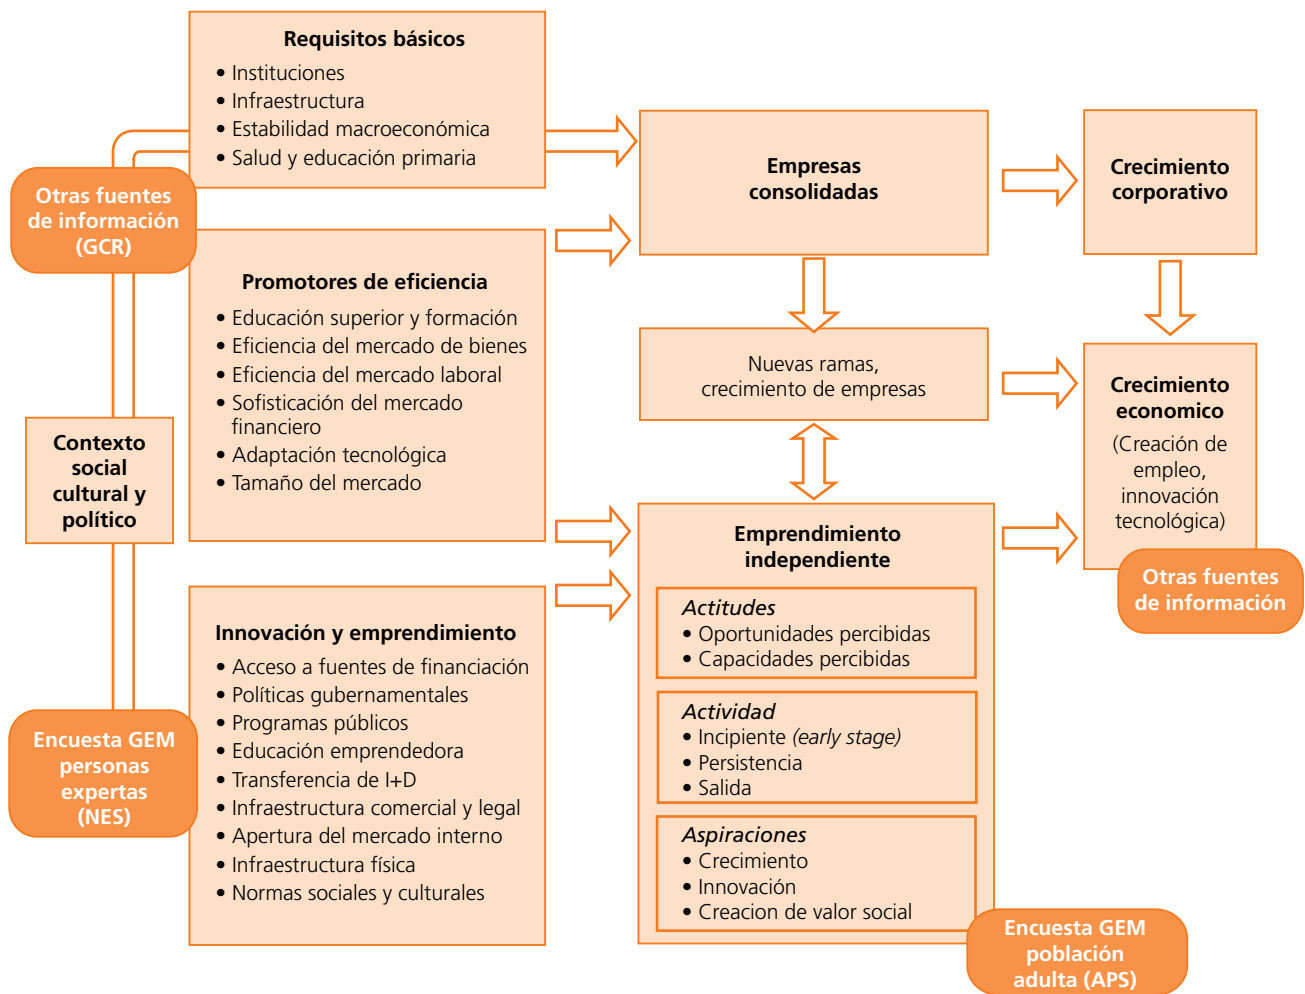 Requisitos básicos
• Instituciones
• Infraestructura
• Estabilidad macroeconómica
• Salud y educación primaria
Otras fuentes
de información
(GCR)
Promotores de eficiencia
• Educación superior y formación
• Eficiencia del mercado de bienes
• Eficiencia del mercado laboral
• Sofisticación del mercado
financiero
• Adaptación tecnológica
• Tamaño del mercado
Contexto
social
cultural y
político
Innovación y emprendimiento
• Acceso a fuentes de financiación
• Políticas gubernamentales
• Programas públicos
• Educación emprendedora
• Transferencia de I+D
• Infraestructura comercial y legal
• Apertura del mercado interno
• Infraestructura física
• Normas sociales y culturales
Encuesta GEM
personas
expertas
(NES)
Empresas
consolidadas
Crecimiento
corporativo
Nuevas ramas,
crecimiento de empresas
Crecimiento
economico
(Creación de
empleo,
innovación
tecnológica)
Otras fuentes
de información
Emprendimiento
independiente
Actitudes
• Oportunidades percibidas
• Capacidades percibidas
Actividad
• Incipiente (early stage)
• Persistencia
• Salida
Aspiraciones
• Crecimiento
• Innovación
• Creacion de valor social
Encuesta GEM
población
adulta (APS)